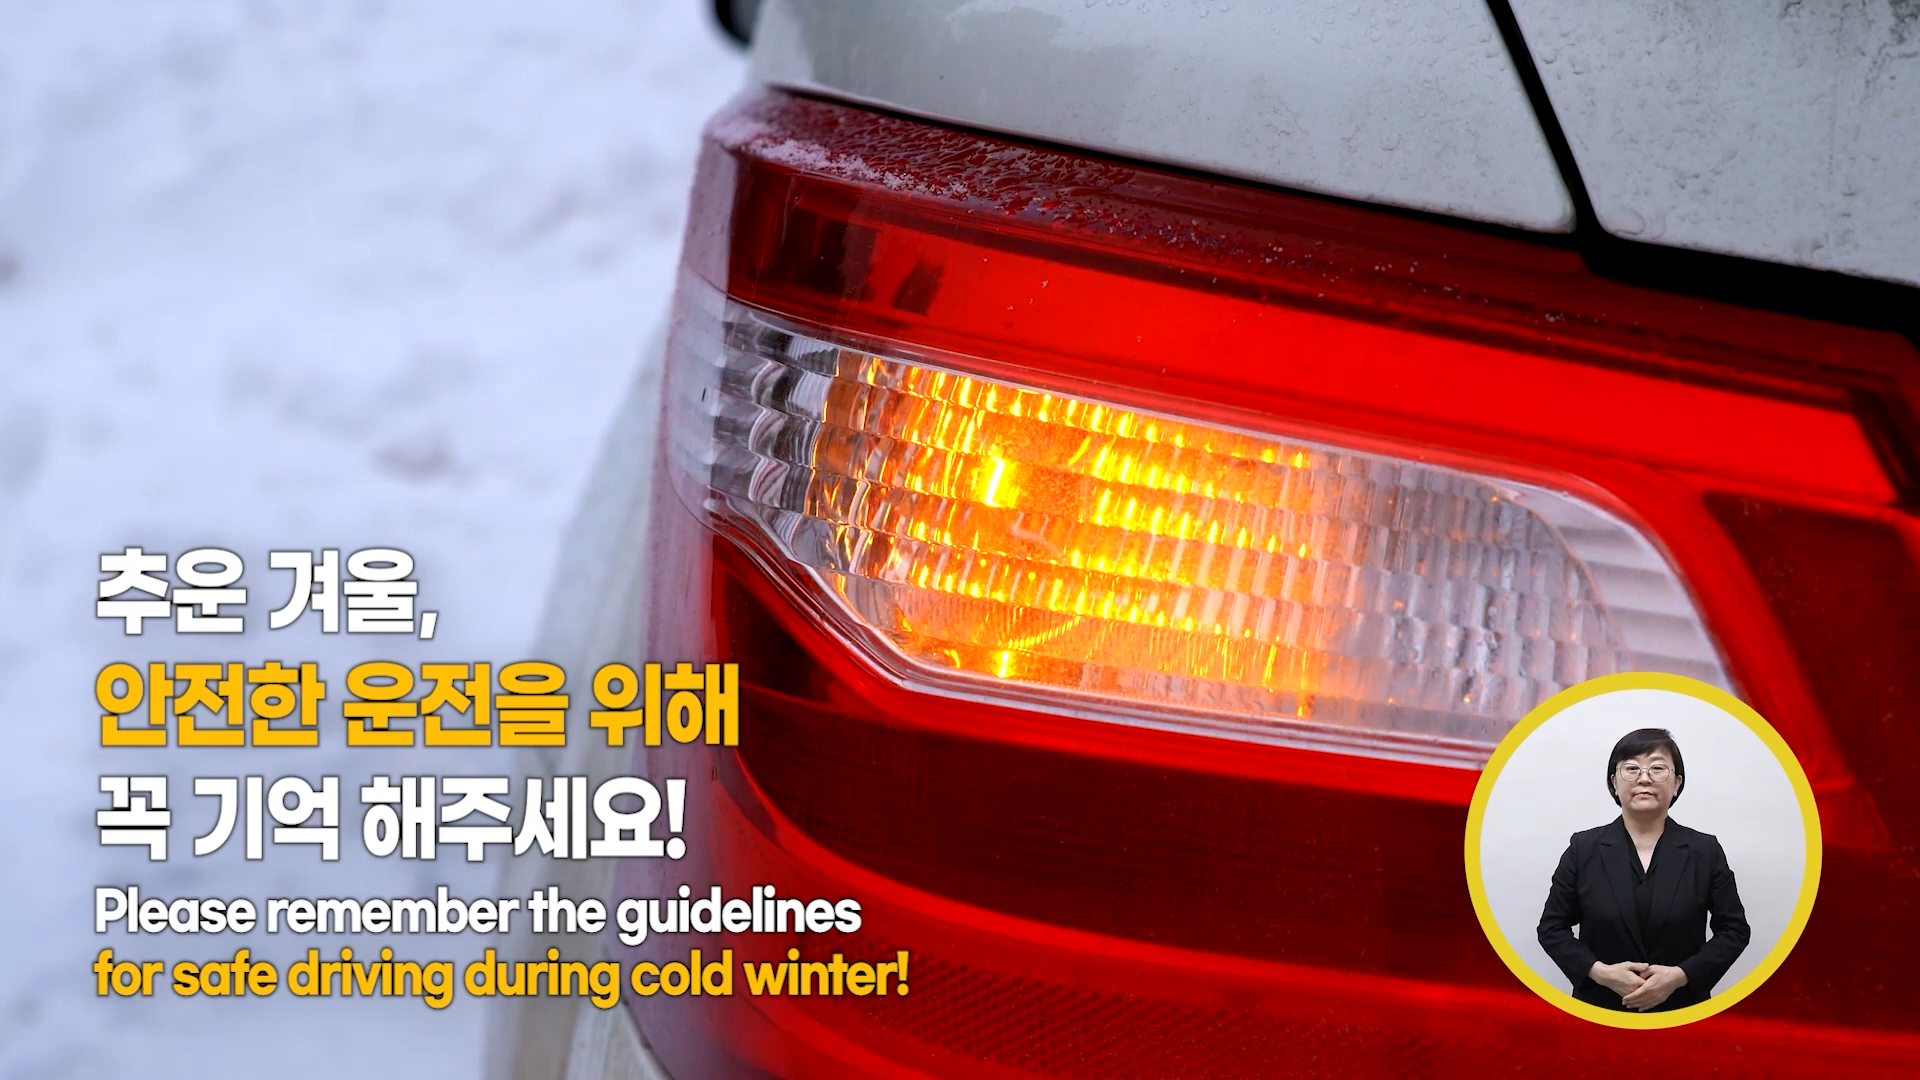 추운 겨울,
안전한 운전을 위해
꼭 기억 해주세요!
Please remember the guidelines
for safe driving during cold winter!